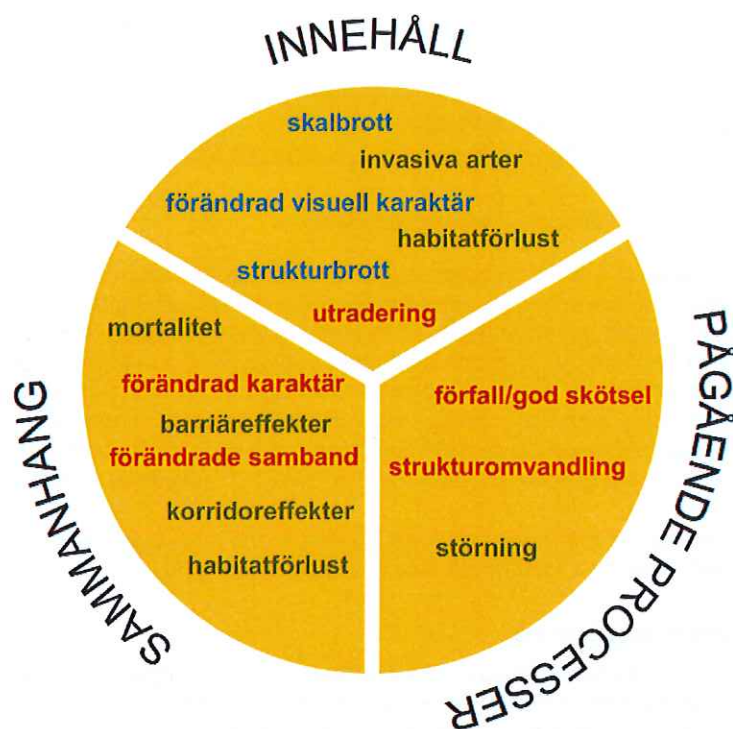 INNEHÅLL
skalbrott
invasiva arter
förändrad visuell karaktär
habitatförlust
strukturbrott
utradering
mortalitet
förändrad karaktär
barriäreffekter
förändrade samband
korridoreffekter
habitatförlust
SAMMANHANG
förfall/god skötsel
strukturomvandling
störning
PÅGÅENDE PROCESSER